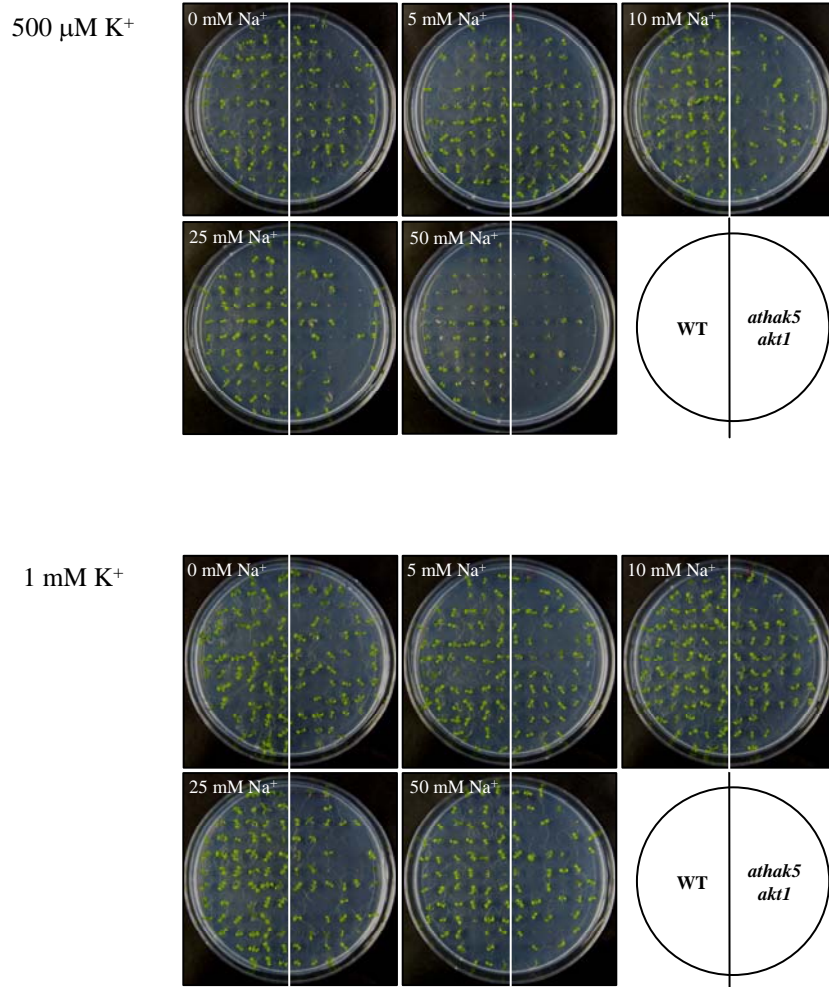 500 μM K⁺
0 mM Na⁺
5 mM Na⁺
10 mM Na⁺
25 mM Na⁺
50 mM Na⁺
WT
athak5
akt1
1 mM K⁺
0 mM Na⁺
5 mM Na⁺
10 mM Na⁺
25 mM Na⁺
50 mM Na⁺
WT
athak5
akt1